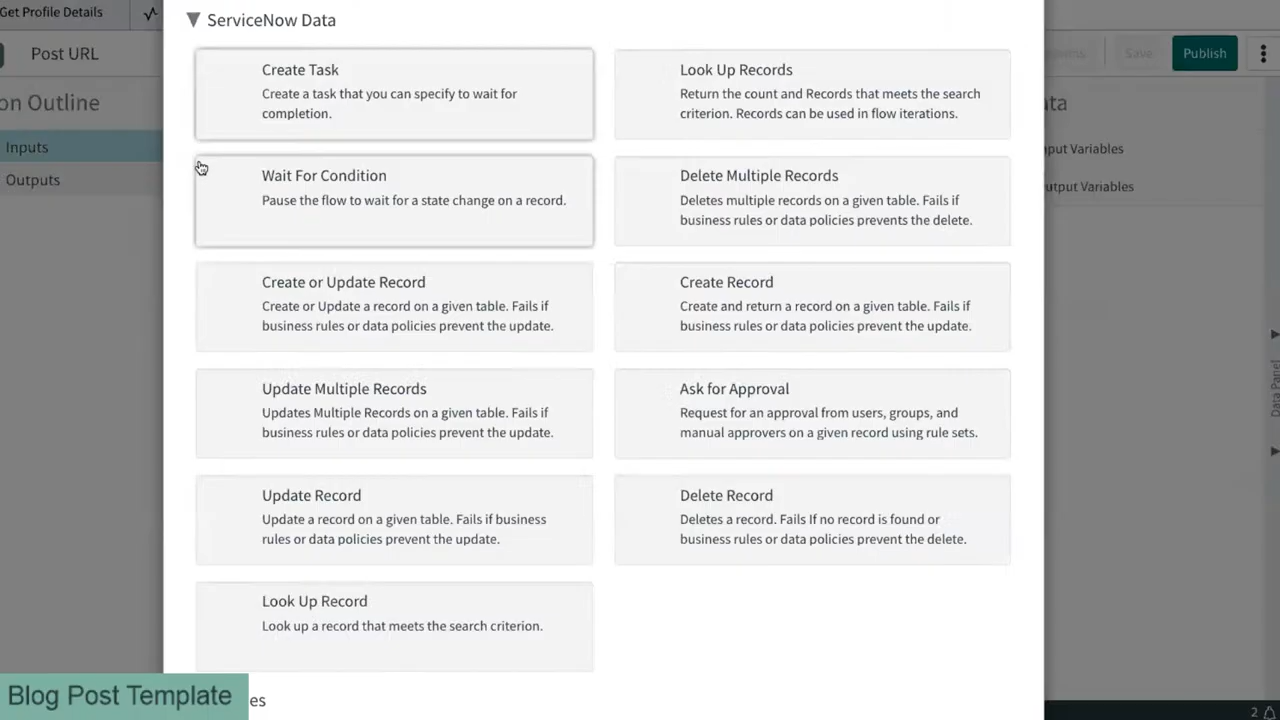 Get Profile Details
ServiceNow Data
Post URL
Save
Publish
on Outline
Inputs
Outputs
Create Task
Create a task that you can specify to wait for
completion.
Look Up Records
Return the count and Records that meets the search
criterion. Records can be used in flow iterations.
Wait For Condition
Pause the flow to wait for a state change on a record.
Delete Multiple Records
Deletes multiple records on a given table. Fails if
business rules or data policies prevents the delete.
Create or Update Record
Create or Update a record on a given table. Fails if
business rules or data policies prevent the update.
Create Record
Create and return a record on a given table. Fails if
business rules or data policies prevent the update.
Update Multiple Records
Updates Multiple Records on a given table. Fails if
business rules or data policies prevent the update.
Ask for Approval
Request for an approval from users, groups, and
manual approvers on a given record using rule sets.
Update Record
Update a record on a given table. Fails if business
rules or data policies prevent the update.
Delete Record
Deletes a record. Fails If no record is found or
business rules or data policies prevent the delete.
Look Up Record
Look up a record that meets the search criterion.
ata
nput Variables
utput Variables
Data Panel
Blog Post Template
es
2